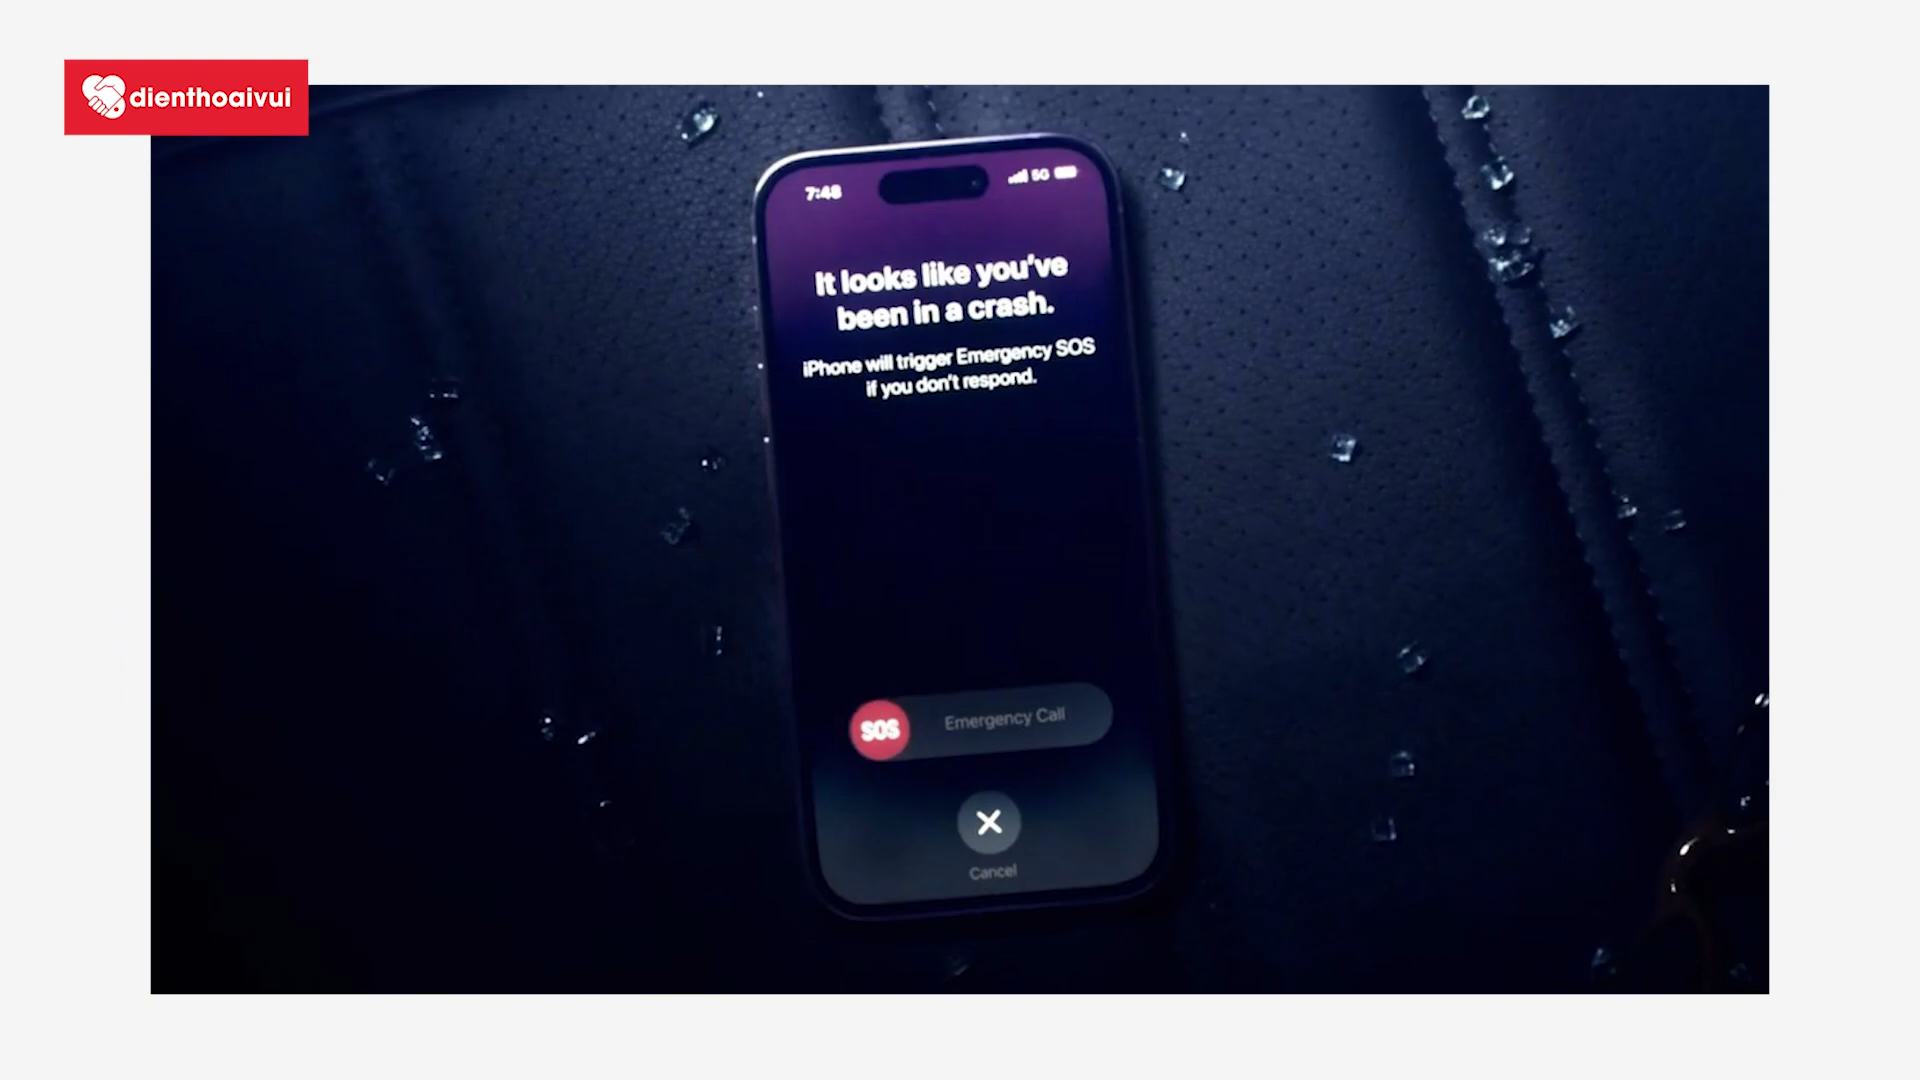 dienthoaivui
7:48
5G
It looks like you've
been in a crash.
iPhone will trigger Emergency SOS
if you don't respond.
SOS
Emergency Call
Cancel